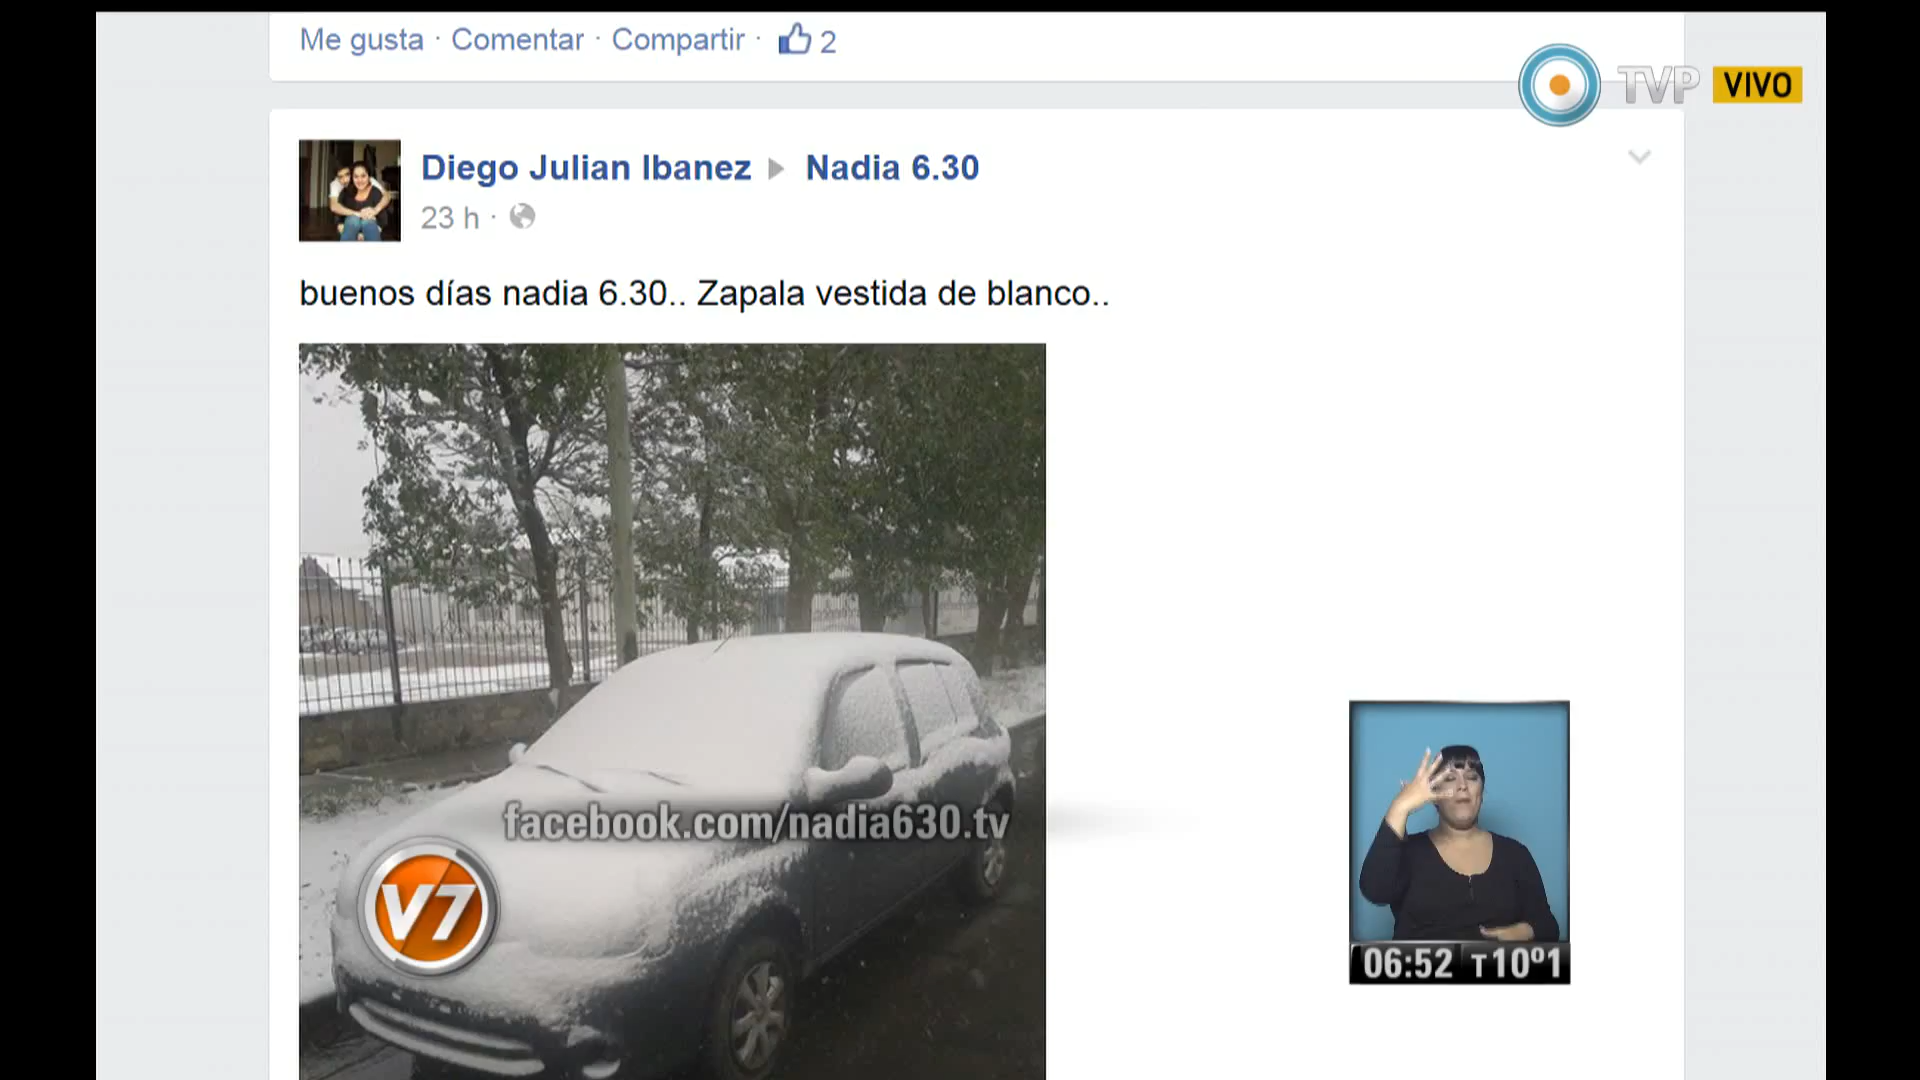 Me gusta · Comentar · Compartir · 2
TVP VIVO
Diego Julian Ibanez ▶ Nadia 6.30
23 h ·
buenos días nadia 6.30.. Zapala vestida de blanco..
facebook.com/nadia630.tv
V7
06:52 T10º1